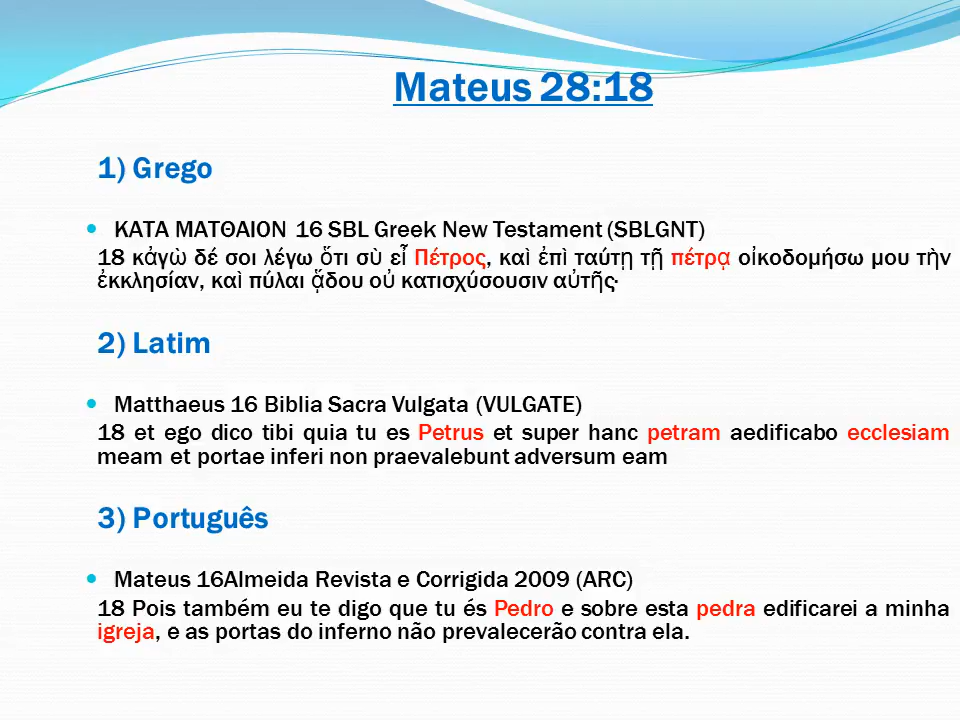 Mateus 28:18
1) Grego
• ΚΑΤΑ ΜΑΤΘΑΙΟΝ 16 SBL Greek New Testament (SBLGNT)
18 κἀγὼ δέ σοι λέγω ὅτι σὺ εἶ Πέτρος, καὶ ἐπὶ ταύτῃ τῇ πέτρᾳ οἰκοδομήσω μου τὴν
ἐκκλησίαν, καὶ πύλαι ᾅδου οὐ κατισχύσουσιν αὐτῆς·
2) Latim
• Matthaeus 16 Biblia Sacra Vulgata (VULGATE)
18 et ego dico tibi quia tu es Petrus et super hanc petram aedificabo ecclesiam
meam et portae inferi non praevalebunt adversum eam
3) Português
• Mateus 16Almeida Revista e Corrigida 2009 (ARC)
18 Pois também eu te digo que tu és Pedro e sobre esta pedra edificarei a minha
igreja, e as portas do inferno não prevalecerão contra ela.